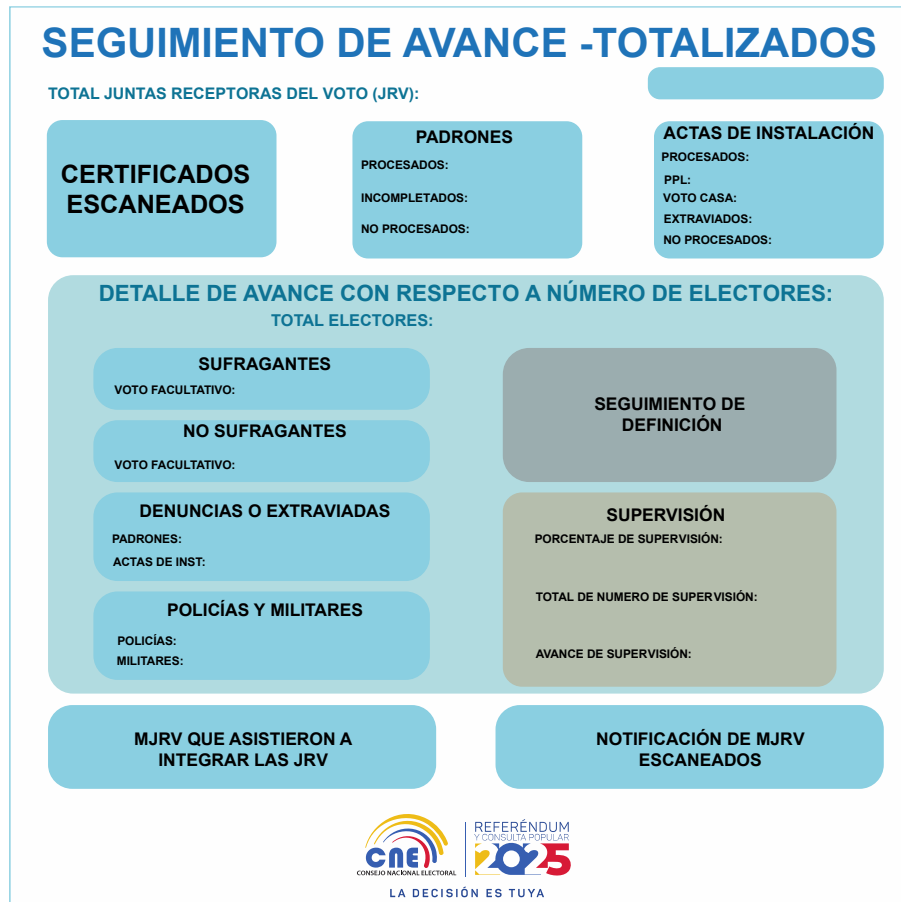 SEGUIMIENTO DE AVANCE -TOTALIZADOS
TOTAL JUNTAS RECEPTORAS DEL VOTO (JRV):
CERTIFICADOS
ESCANEADOS
PADRONES
PROCESADOS:
INCOMPLETADOS:
NO PROCESADOS:
ACTAS DE INSTALACIÓN
PROCESADOS:
PPL:
VOTO CASA:
EXTRAVIADOS:
NO PROCESADOS:
DETALLE DE AVANCE CON RESPECTO A NÚMERO DE ELECTORES:
TOTAL ELECTORES:
SUFRAGANTES
VOTO FACULTATIVO:
NO SUFRAGANTES
VOTO FACULTATIVO:
DENUNCIAS O EXTRAVIADAS
PADRONES:
ACTAS DE INST:
POLICÍAS Y MILITARES
POLICÍAS:
MILITARES:
SEGUIMIENTO DE
DEFINICIÓN
SUPERVISIÓN
PORCENTAJE DE SUPERVISIÓN:
TOTAL DE NUMERO DE SUPERVISIÓN:
AVANCE DE SUPERVISIÓN:
MJRV QUE ASISTIERON A
INTEGRAR LAS JRV
NOTIFICACIÓN DE MJRV
ESCANEADOS
CNE
CONSEJO NACIONAL ELECTORAL
REFERÉNDUM
Y CONSULTA POPULAR
2025
LA DECISIÓN ES TUYA